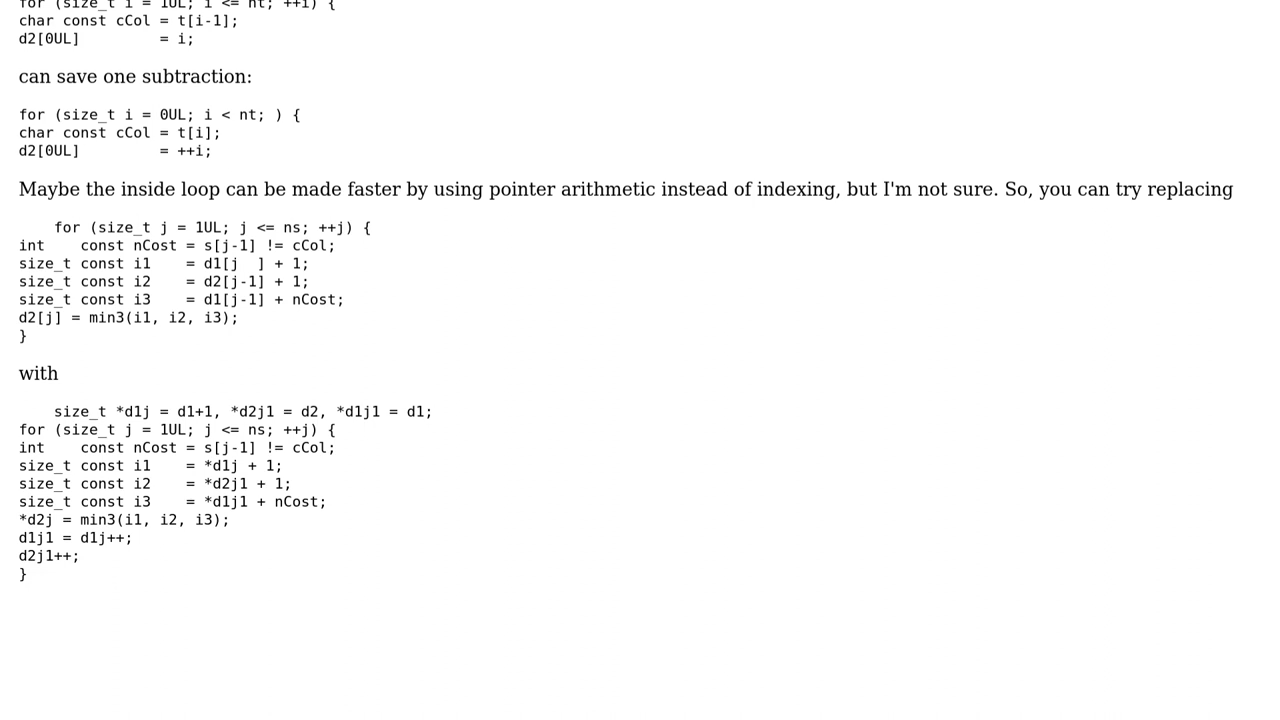 for (size_t i = 1UL; i <= nt; ++i) {
char const cCol = t[i-1];
d2[0UL]         = i;
can save one subtraction:
for (size_t i = 0UL; i < nt; ) {
char const cCol = t[i];
d2[0UL]         = ++i;
Maybe the inside loop can be made faster by using pointer arithmetic instead of indexing, but I'm not sure. So, you can try replacing
    for (size_t j = 1UL; j <= ns; ++j) {
int    const nCost = s[j-1] != cCol;
size_t const i1    = d1[j  ] + 1;
size_t const i2    = d2[j-1] + 1;
size_t const i3    = d1[j-1] + nCost;
d2[j] = min3(i1, i2, i3);
}
with
    size_t *d1j = d1+1, *d2j1 = d2, *d1j1 = d1;
for (size_t j = 1UL; j <= ns; ++j) {
int    const nCost = s[j-1] != cCol;
size_t const i1    = *d1j + 1;
size_t const i2    = *d2j1 + 1;
size_t const i3    = *d1j1 + nCost;
*d2j = min3(i1, i2, i3);
d1j1 = d1j++;
d2j1++;
}